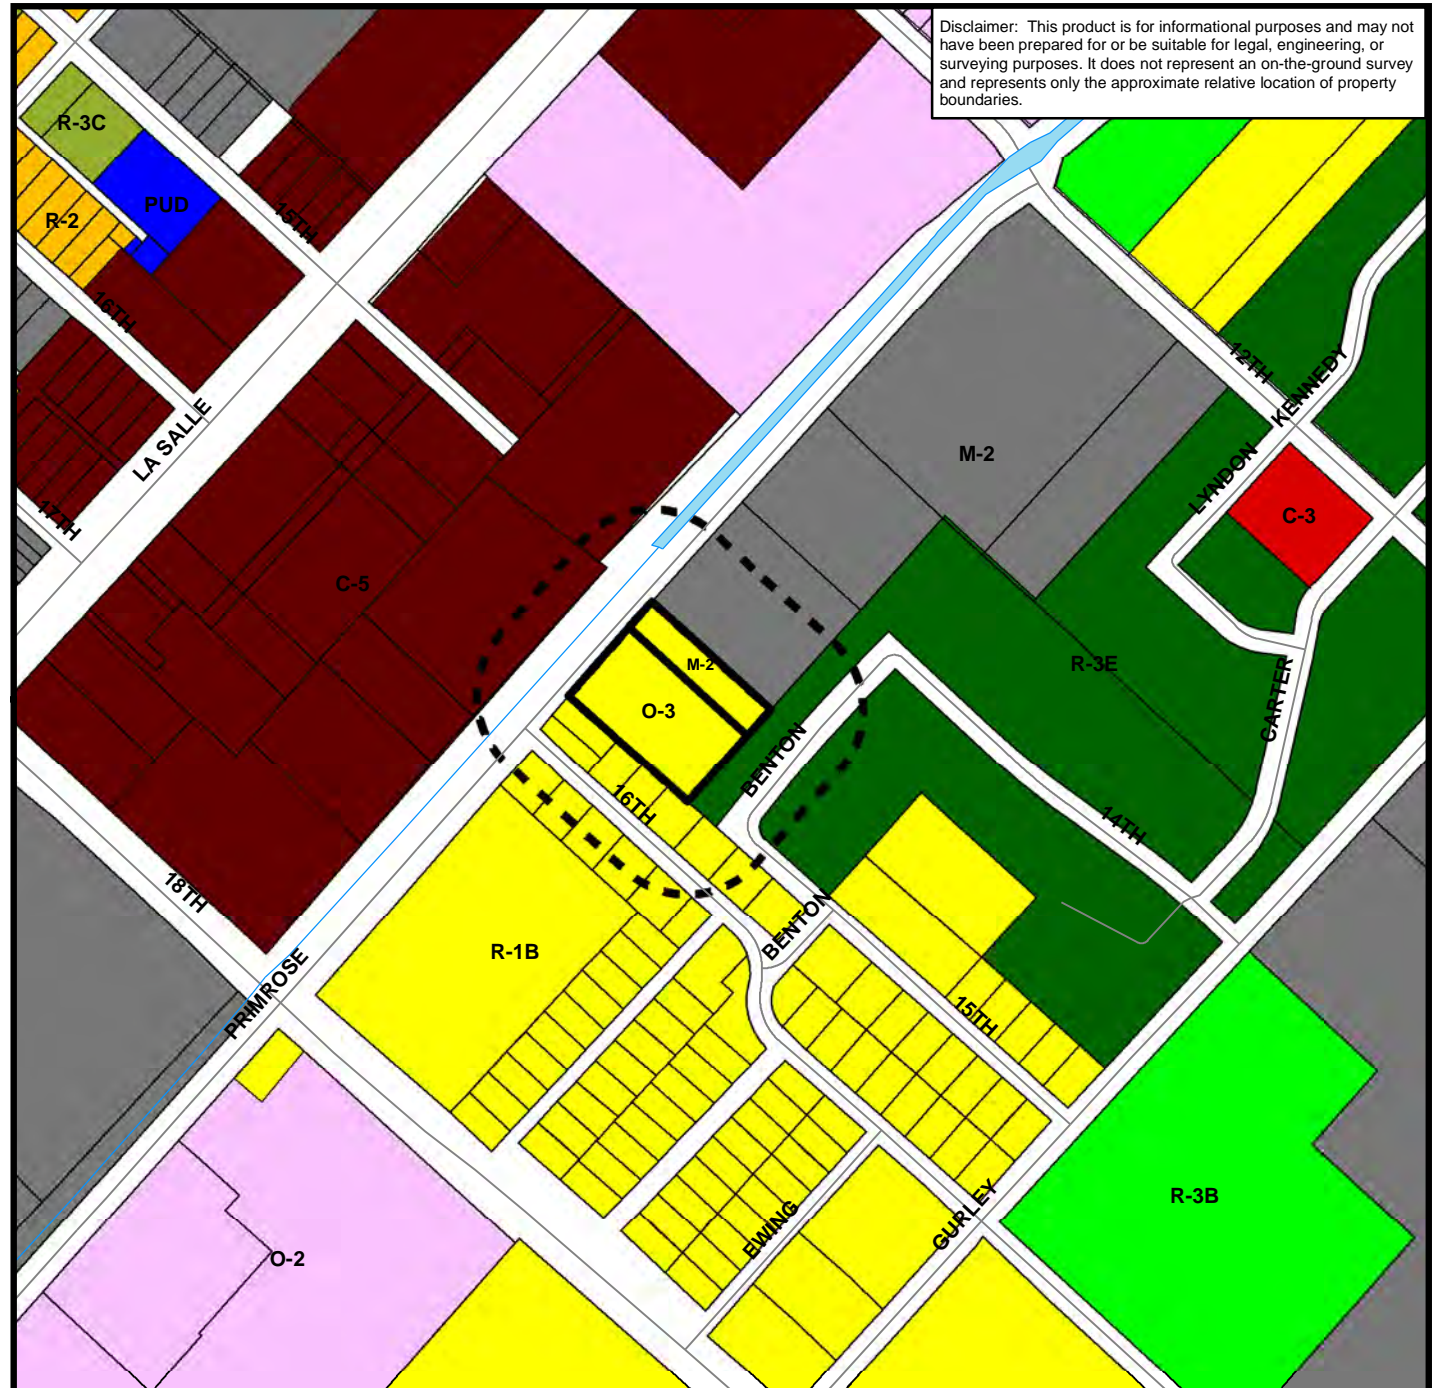 Disclaimer: This product is for informational purposes and may not
have been prepared for or be suitable for legal, engineering, or
surveying purposes. It does not represent an on-the-ground survey
and represents only the approximate relative location of property
boundaries.
R-3C
PUD
R-2
15TH
16TH
LA SALLE
17TH
C-5
12TH
KENNEDY
LYNDON
M-2
C-3
M-2
R-3E
O-3
CARTER
BENTON
16TH
14TH
18TH
BENTON
R-1B
PRIMROSE
15TH
R-3B
EWING
GURLEY
O-2